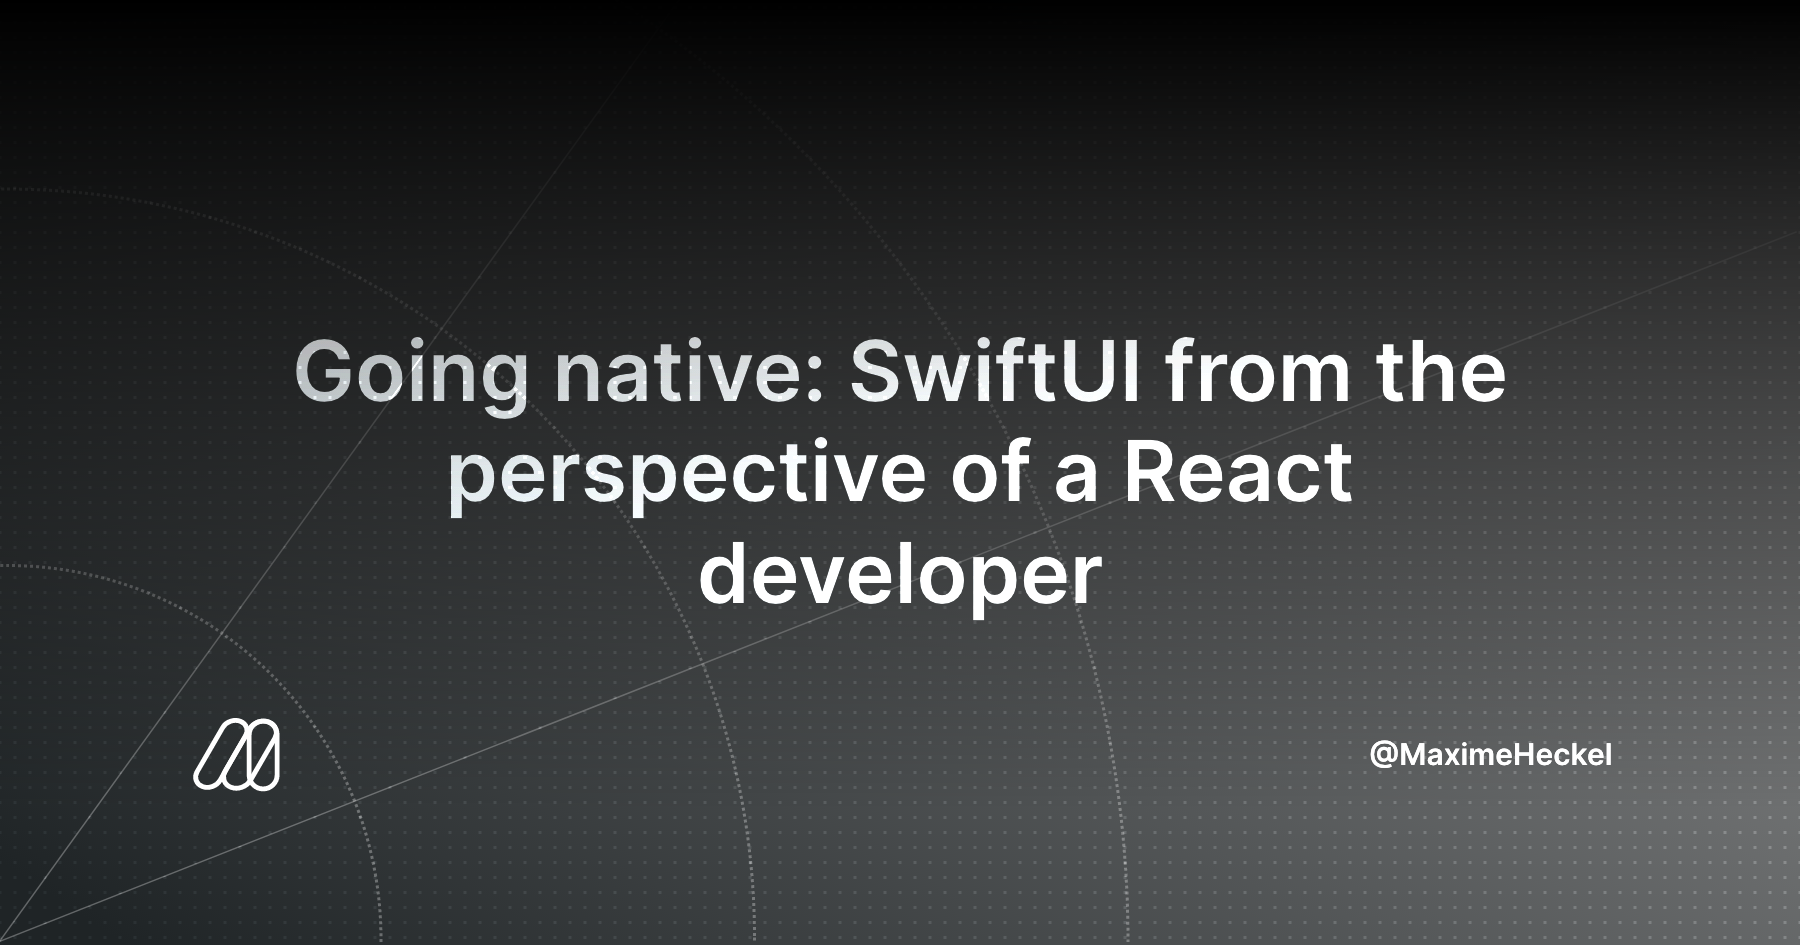 Going native: SwiftUI from the
perspective of a React
developer
@MaximeHeckel